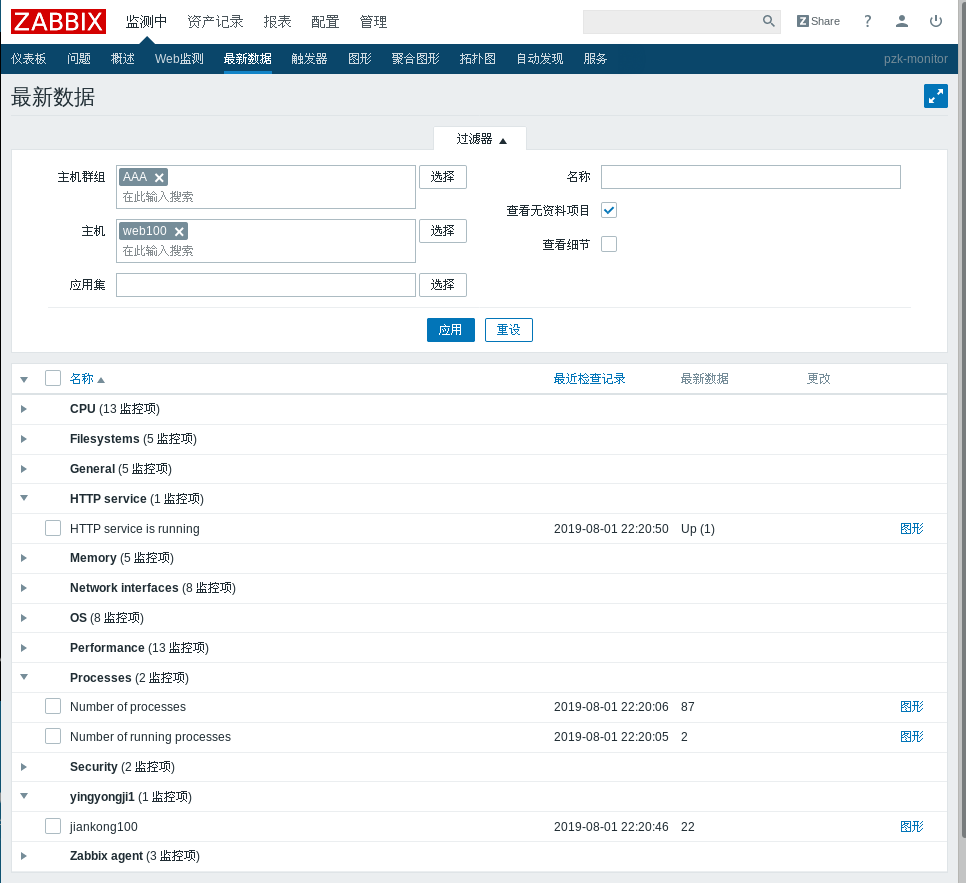 ZABBIX 监测中 资产记录 报表 配置 管理 Z Share ?
仪表板 问题 概述 Web监测 最新数据 触发器 图形 聚合图形 拓扑图 自动发现 服务 pzk-monitor
最新数据
过滤器 ▲
主机群组 AAA × 选择 名称
在此输入搜索
查看无资料项目
主机 web100 × 选择
查看细节
在此输入搜索
应用集 选择
应用 重设
名称 ▲ 最近检查记录 最新数据 更改
CPU (13 监控项)
Filesystems (5 监控项)
General (5 监控项)
HTTP service (1 监控项)
HTTP service is running 2019-08-01 22:20:50 Up (1) 图形
Memory (5 监控项)
Network interfaces (8 监控项)
OS (8 监控项)
Performance (13 监控项)
Processes (2 监控项)
Number of processes 2019-08-01 22:20:06 87 图形
Number of running processes 2019-08-01 22:20:05 2 图形
Security (2 监控项)
yingyongji1 (1 监控项)
jiankong100 2019-08-01 22:20:46 22 图形
Zabbix agent (3 监控项)